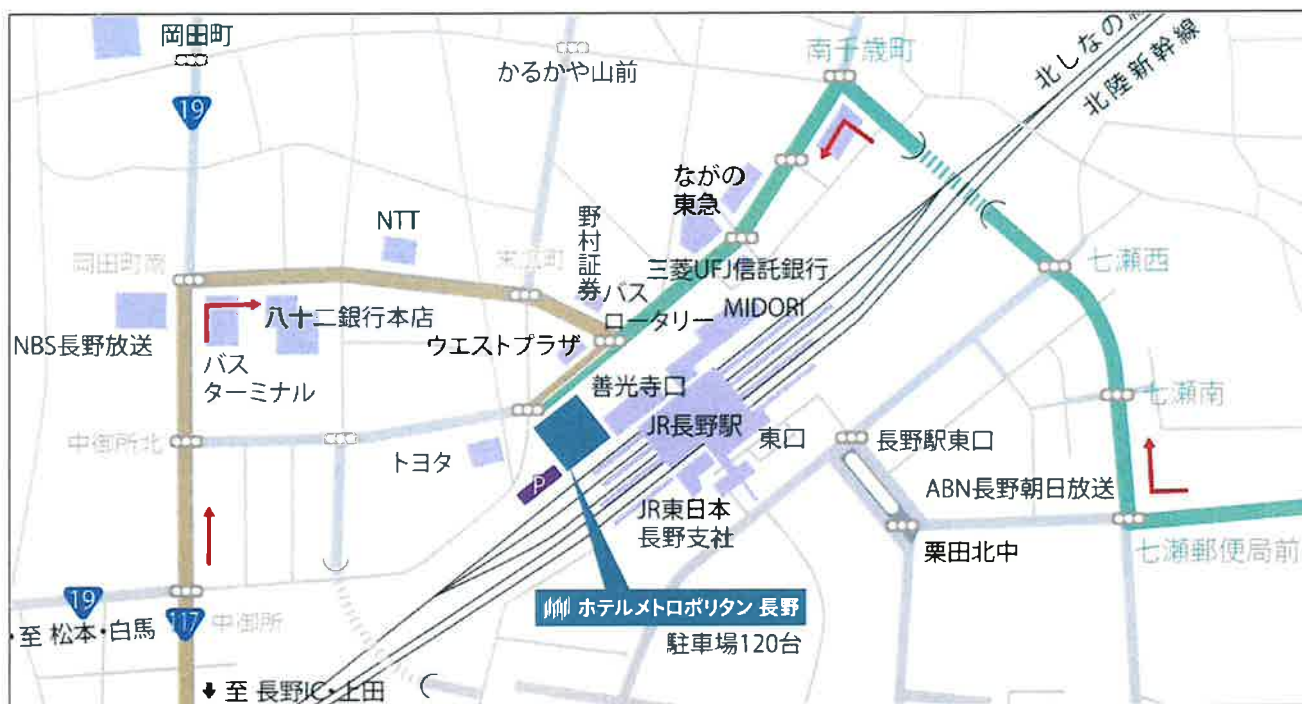 岡田町
かるかや山前
南千歳町
北しなの線
北陸新幹線
19
ながの
東急
NTT
野村証券
岡田町南
三菱UFJ信託銀行
七瀬西
バス
ロータリー
MIDORI
八十二銀行本店
NBS長野放送
ウエストプラザ
バス
ターミナル
善光寺口
七瀬南
JR長野駅
中御所北
東口
長野駅東口
トヨタ
P
ABN長野朝日放送
JR東日本
長野支社
栗田北中
七瀬郵便局前
19
ホテルメトロポリタン 長野
117
中御所
至 松本・白馬
駐車場120台
至 長野IC・上田